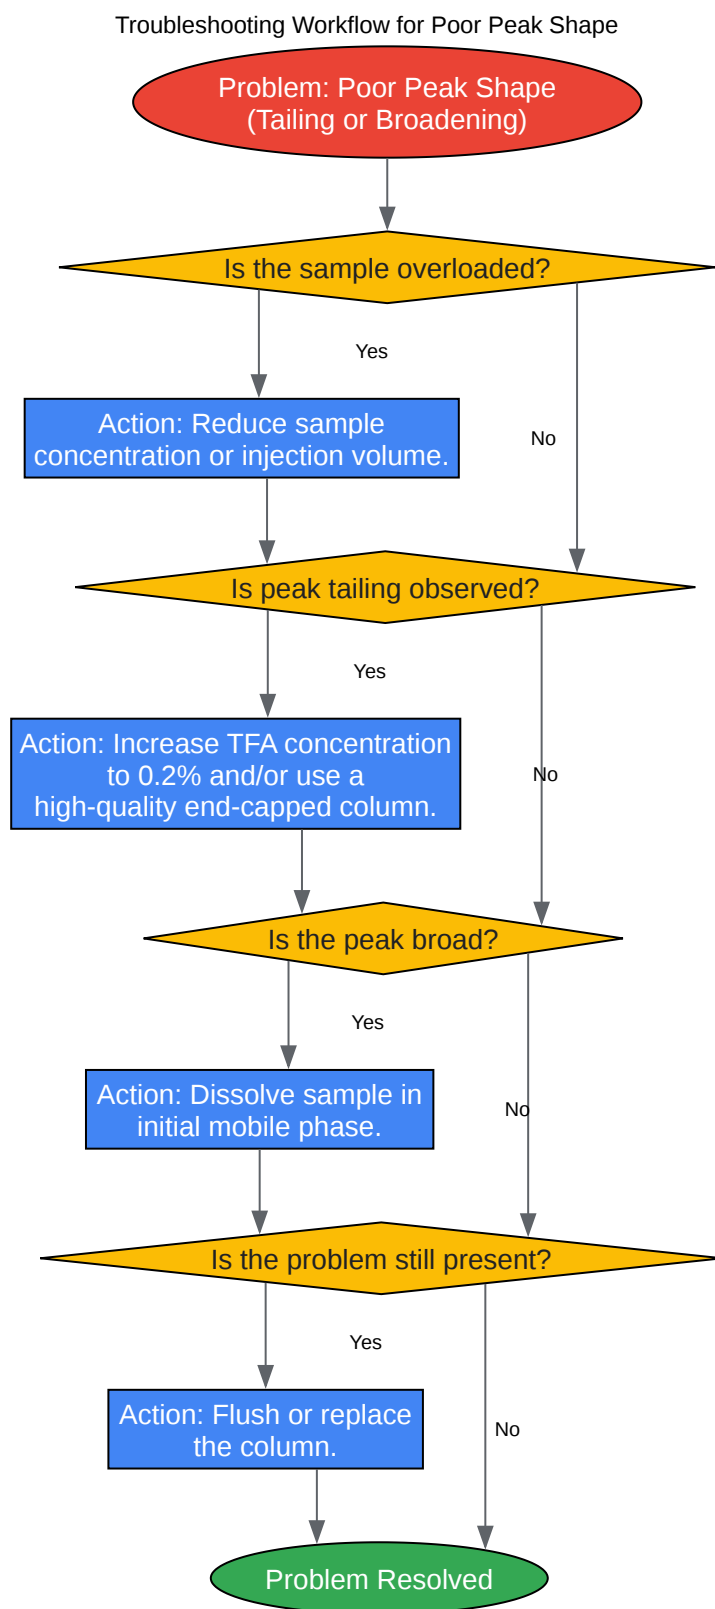 Troubleshooting Workflow for Poor Peak Shape
Problem: Poor Peak Shape
(Tailing or Broadening)
Is the sample overloaded?
Yes
Action: Reduce sample
concentration or injection volume.
No
Is peak tailing observed?
Yes
Action: Increase TFA concentration
to 0.2% and/or use a
high-quality end-capped column.
No
Is the peak broad?
Yes
Action: Dissolve sample in
initial mobile phase.
No
Is the problem still present?
Yes
Action: Flush or replace
the column.
No
Problem Resolved